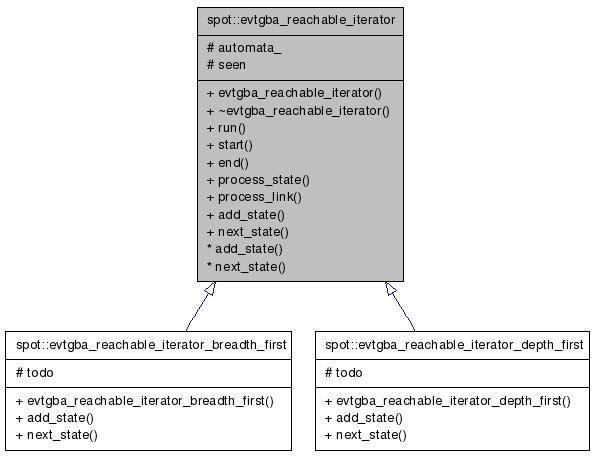 spot::evtgba_reachable_iterator
# automata_
# seen
+ evtgba_reachable_iterator()
+ ~evtgba_reachable_iterator()
+ run()
+ start()
+ end()
+ process_state()
+ process_link()
+ add_state()
+ next_state()
* add_state()
* next_state()
spot::evtgba_reachable_iterator_breadth_first
# todo
+ evtgba_reachable_iterator_breadth_first()
+ add_state()
+ next_state()
spot::evtgba_reachable_iterator_depth_first
# todo
+ evtgba_reachable_iterator_depth_first()
+ add_state()
+ next_state()